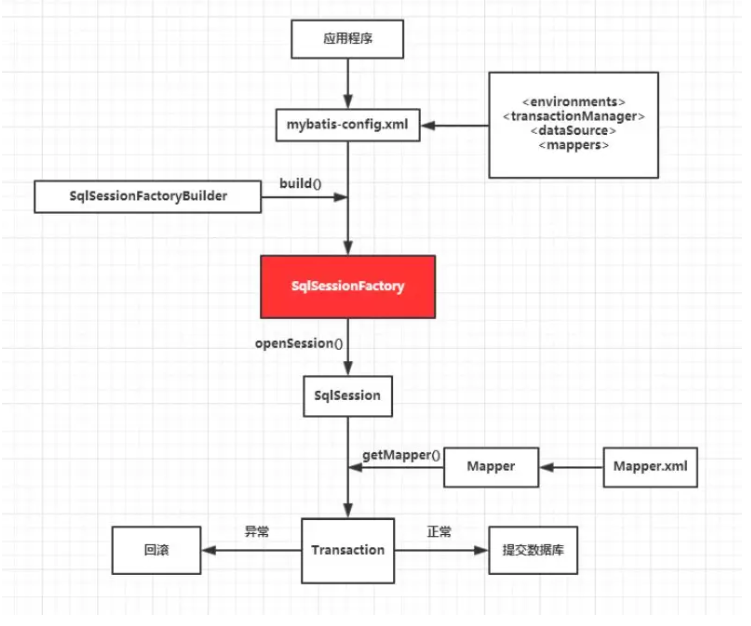 应用程序
<environments>
<transactionManager>
<dataSource>
<mappers>
mybatis-config.xml
SqlSessionFactoryBuilder
build()
SqlSessionFactory
openSession()
SqlSession
getMapper()
Mapper
Mapper.xml
异常
正常
回滚
Transaction
提交数据库